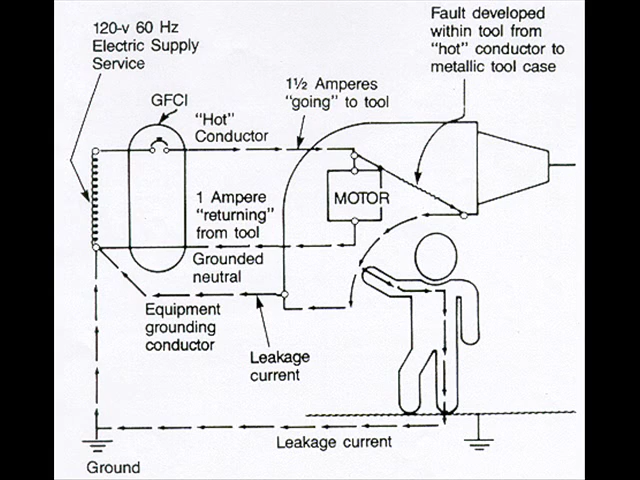 120-v 60 Hz
Electric Supply
Service
Fault developed
within tool from
"hot" conductor to
metallic tool case
GFCI
1½ Amperes
"going" to tool
"Hot"
Conductor
MOTOR
1 Ampere
"returning"
from tool
Grounded
neutral
Equipment
grounding
conductor
Leakage
current
Leakage current
Ground